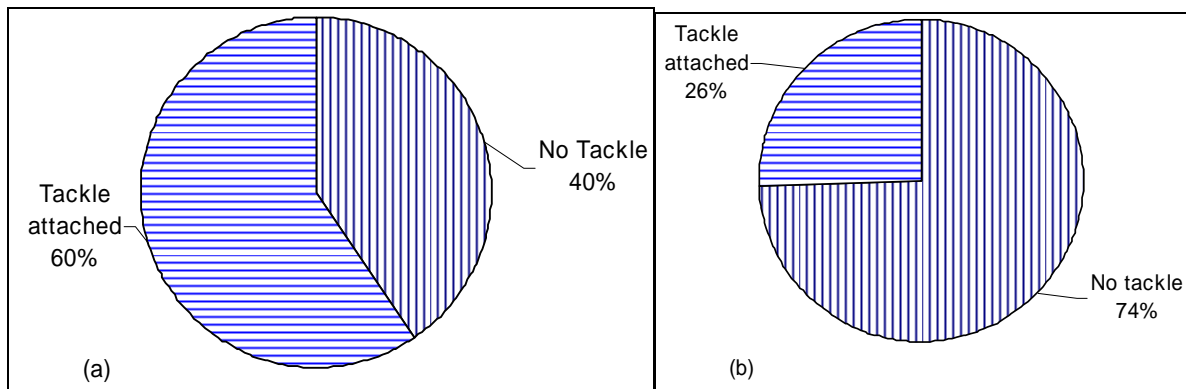 No Tackle
40%
Tackle
attached
60%
(a)
Tackle
attached
26%
No tackle
74%
(b)